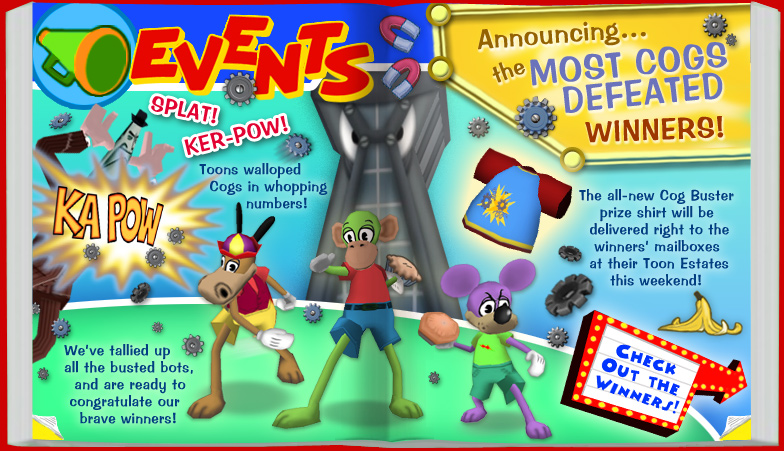 EVENTS
SPLAT!
KER-POW!
KA POW
Toons walloped
Cogs in whopping
numbers!
We've tallied up
all the busted bots,
and are ready to
congratulate our
brave winners!
Announcing...
the MOST COGS
DEFEATED
WINNERS!
The all-new Cog Buster
prize shirt will be
delivered right to the
winners' mailboxes
at their Toon Estates
this weekend!
CHECK
OUT THE
WINNERS!